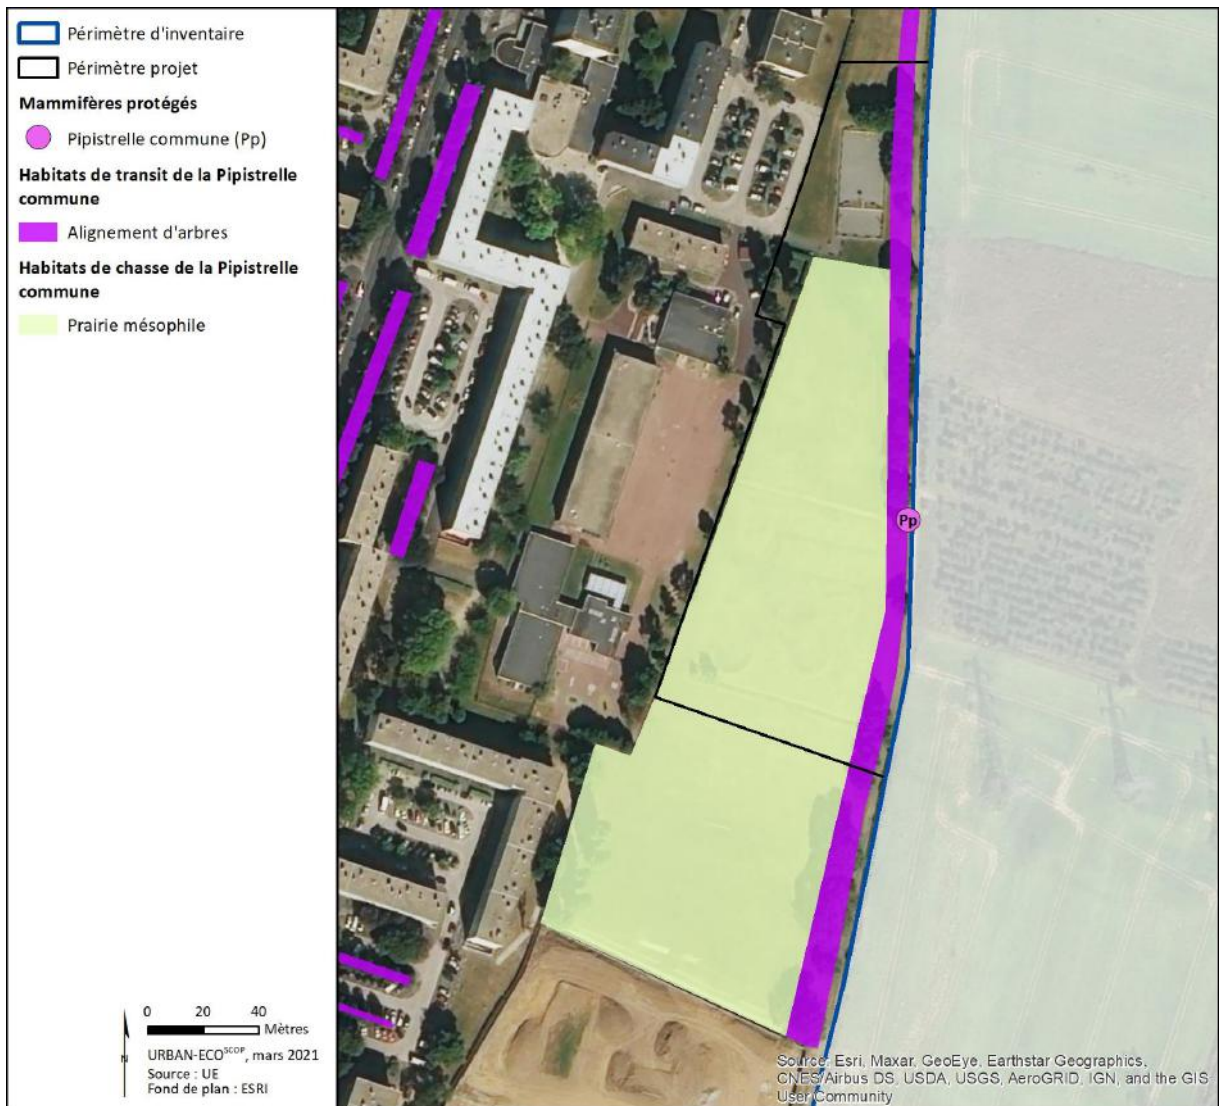 Périmètre d'inventaire
Périmètre projet
Mammifères protégés
Pipistrelle commune (Pp)
Habitats de transit de la Pipistrelle
commune
Alignement d'arbres
Habitats de chasse de la Pipistrelle
commune
Prairie mésophile
Pp
0 20 40
Mètres
N
URBAN-ECOSCOP, mars 2021
Source : UE
Fond de plan : ESRI
Source: Esri, Maxar, GeoEye, Earthstar Geographics,
CNES/Airbus DS, USDA, USGS, AeroGRID, IGN, and the GIS
User Community